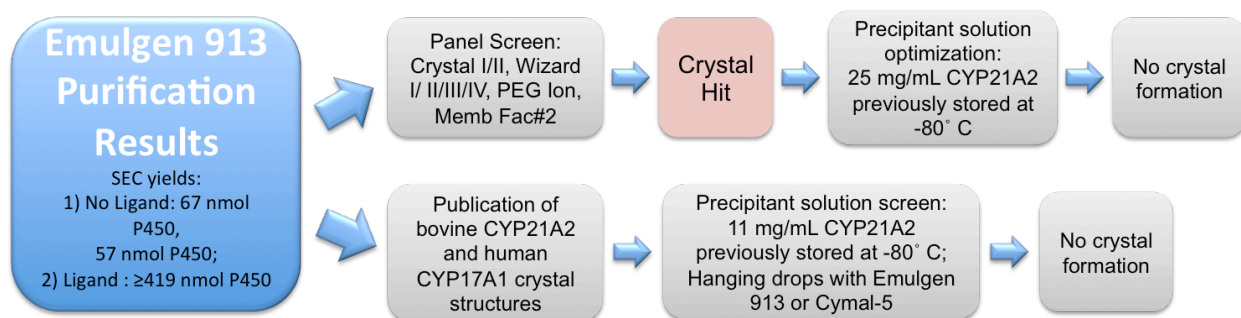 Emulgen 913
Purification
Results
SEC yields:
1) No Ligand: 67 nmol
P450,
57 nmol P450;
2) Ligand : ≥419 nmol P450
Panel Screen:
Crystal I/II, Wizard
I/ II/III/IV, PEG Ion,
Memb Fac#2
Crystal
Hit
Precipitant solution
optimization:
25 mg/mL CYP21A2
previously stored at
-80˚ C
No crystal
formation
Publication of
bovine CYP21A2
and human
CYP17A1 crystal
structures
Precipitant solution screen:
11 mg/mL CYP21A2
previously stored at -80˚ C;
Hanging drops with Emulgen
913 or Cymal-5
No crystal
formation